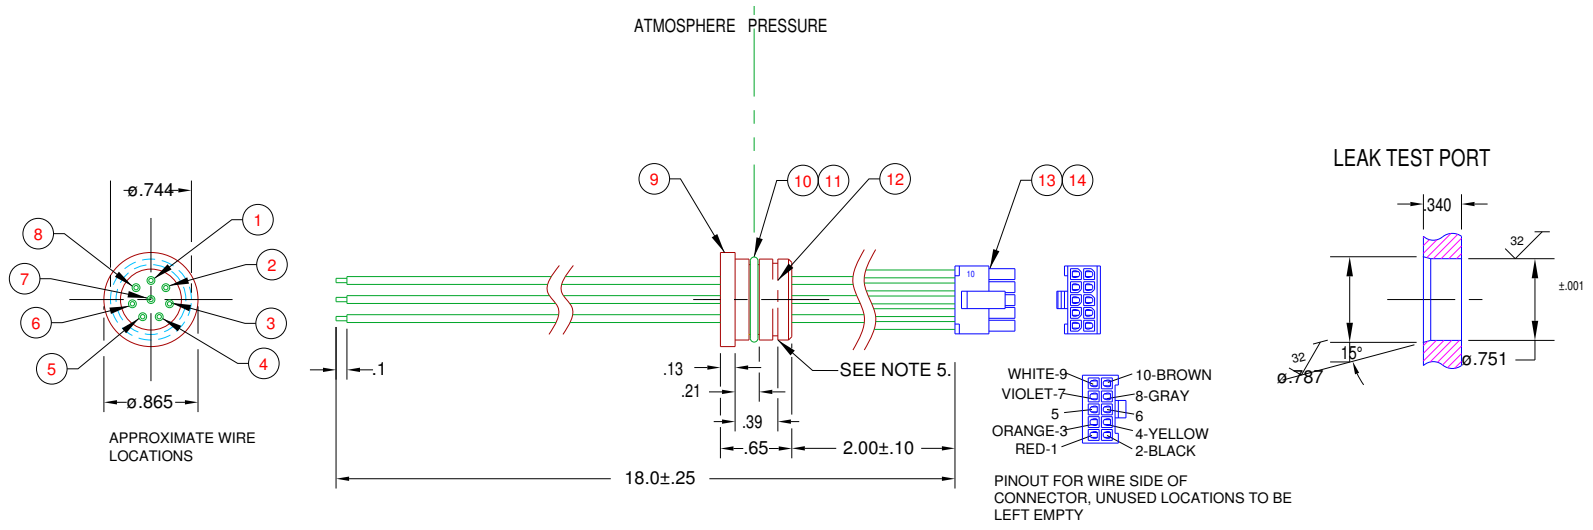 ATMOSPHERE PRESSURE
LEAK TEST PORT
ø.744
1
2
3
4
5
6
7
8
ø.865
APPROXIMATE WIRE
LOCATIONS
9
10 11
12
13 14
10
.1
.13
.21
.39
.65
SEE NOTE 5.
2.00±.10
18.0±.25
WHITE-9
10-BROWN
VIOLET-7
8-GRAY
5
6
ORANGE-3
4-YELLOW
RED-1
2-BLACK
PINOUT FOR WIRE SIDE OF
CONNECTOR, UNUSED LOCATIONS TO BE
LEFT EMPTY
.340
32
±.001
32
15°
ø.787
ø.751